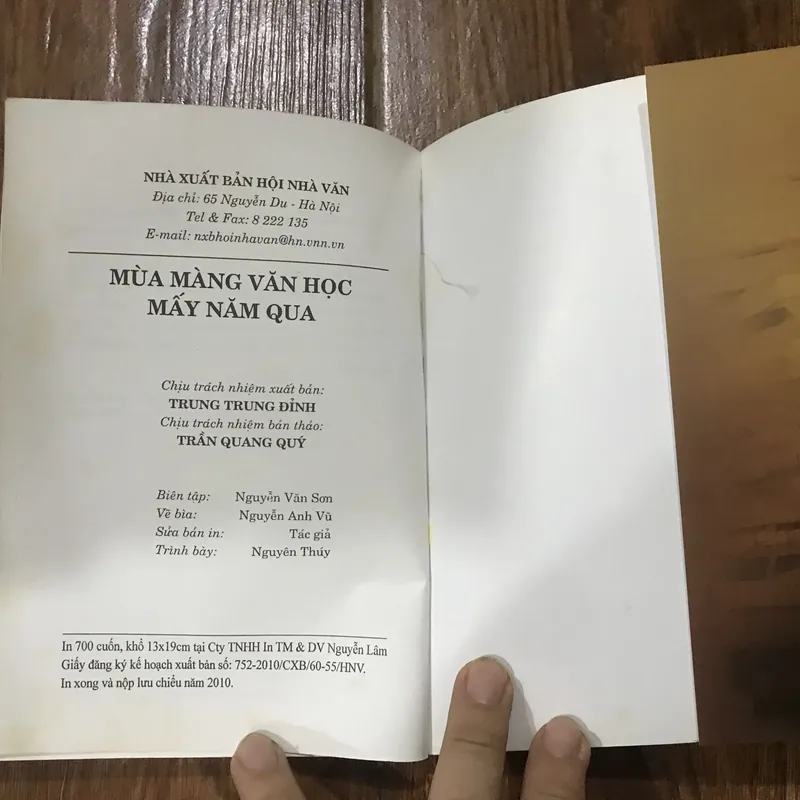 NHÀ XUẤT BẢN HỘI NHÀ VĂN
Địa chỉ: 65 Nguyễn Du - Hà Nội
Tel & Fax: 8 222 135
E-mail: nxbhoinhavan@hn.vnn.vn
MÙA MÀNG VĂN HỌC
MẤY NĂM QUA
Chịu trách nhiệm xuất bản:
TRUNG TRUNG ĐỈNH
Chịu trách nhiệm bản thảo:
TRẦN QUANG QUÝ
Biên tập: Nguyễn Văn Sơn
Vẽ bìa: Nguyễn Anh Vũ
Sửa bản in: Tác giả
Trình bày: Nguyên Thúy
In 700 cuốn, khổ 13x19cm tại Cty TNHH In TM & DV Nguyễn Lâm
Giấy đăng ký kế hoạch xuất bản số: 752-2010/CXB/60-55/HNV.
In xong và nộp lưu chiểu năm 2010.